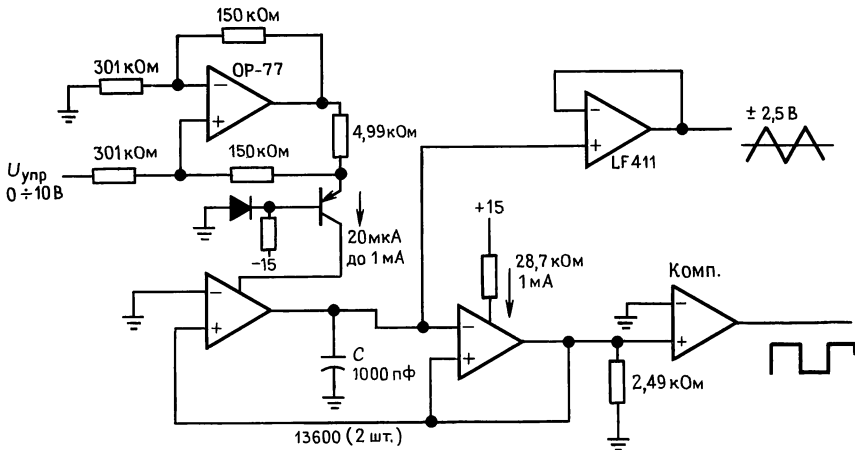 150 кОм
301 кОм
OP-77
−
+
4,99 кОм
Uупр
0 ÷ 10 В
301 кОм
150 кОм
−15
20 мкА
до 1 мА
−
+
LF411
± 2,5 В
+15
28,7 кОм
1 мА
−
+
C
1000 пф
−
+
Комп.
−
+
2,49 кОм
13600 (2 шт.)